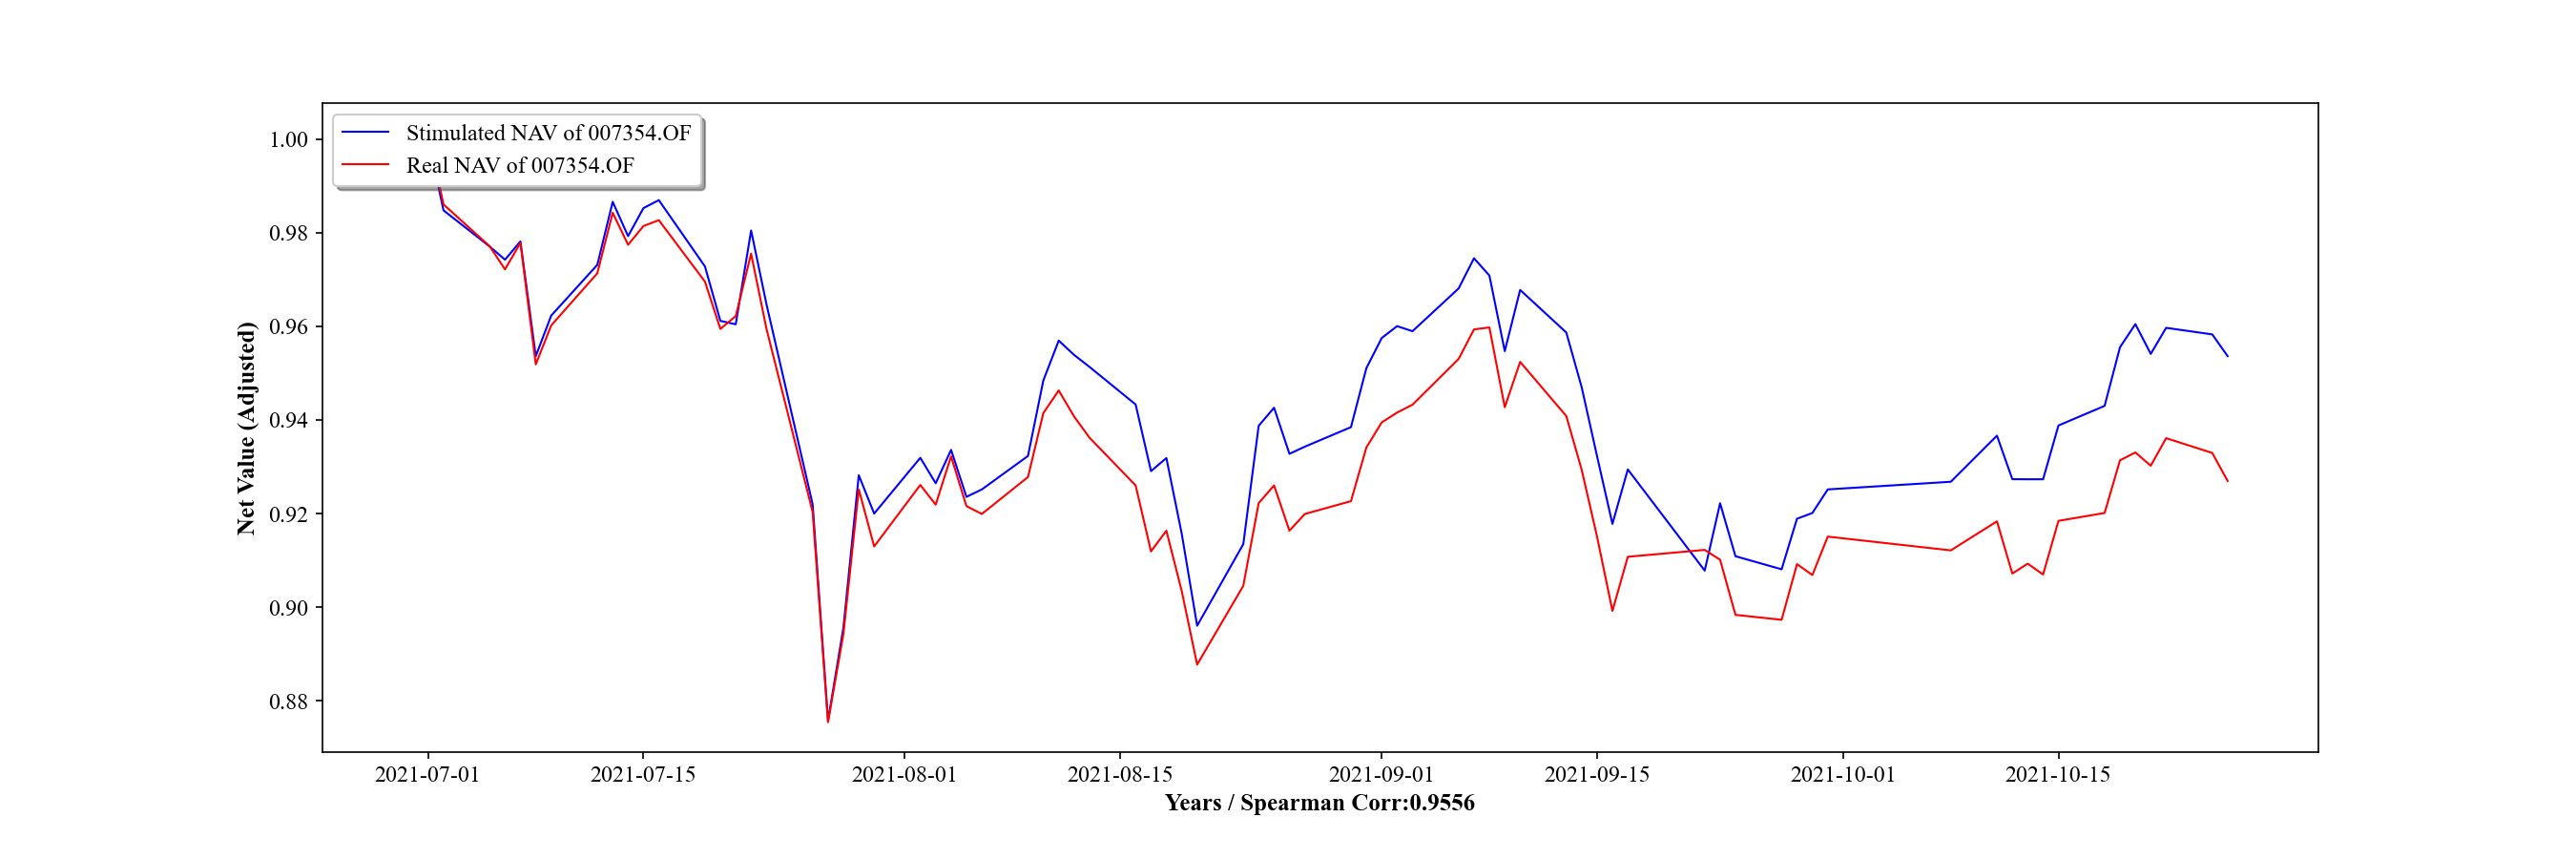 Stimulated NAV of 007354.OF
Real NAV of 007354.OF
1.00
0.98
0.96
0.94
0.92
0.90
0.88
Net Value (Adjusted)
2021-07-01 2021-07-15 2021-08-01 2021-08-15 2021-09-01 2021-09-15 2021-10-01 2021-10-15
Years / Spearman Corr:0.9556